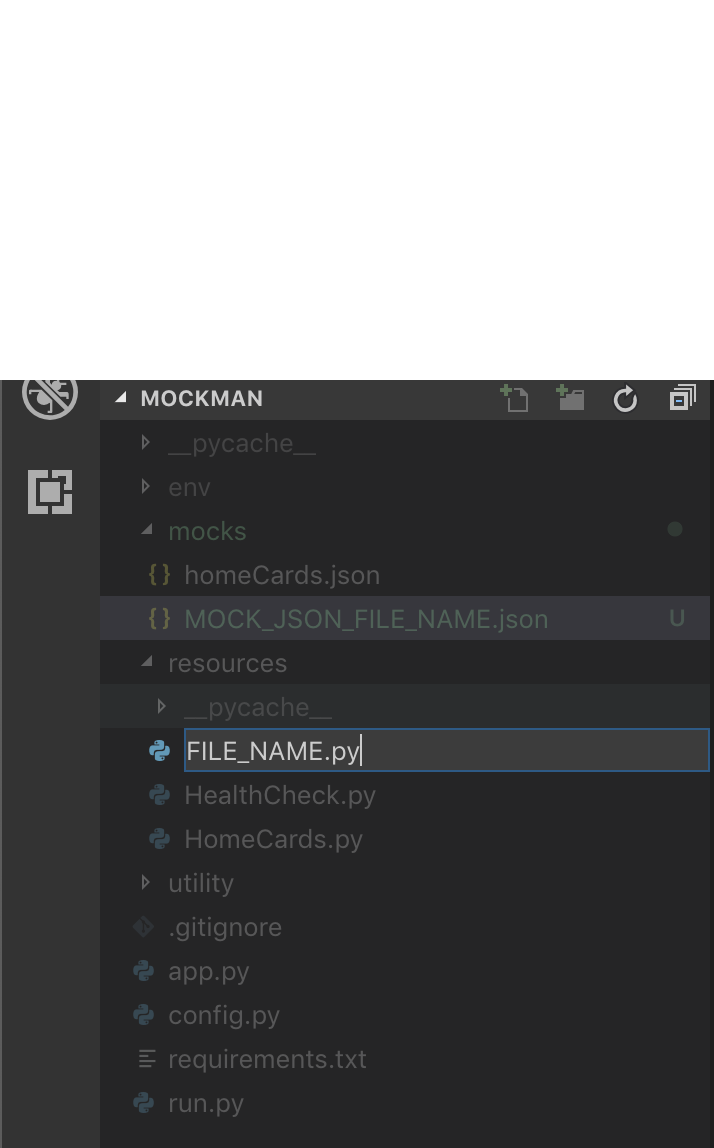 MOCKMAN
__pycache__
env
mocks
{} homeCards.json
{} MOCK_JSON_FILE_NAME.json U
resources
__pycache__
FILE_NAME.py
HealthCheck.py
HomeCards.py
utility
.gitignore
app.py
config.py
requirements.txt
run.py